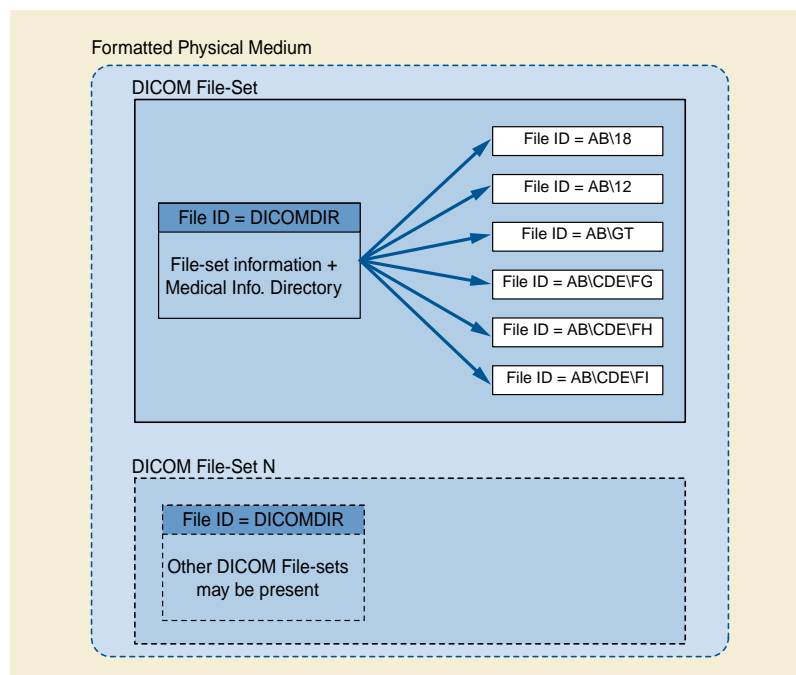 Formatted Physical Medium
DICOM File-Set
File ID = DICOMDIR
File-set information +
Medical Info. Directory
File ID = AB\18
File ID = AB\12
File ID = AB\GT
File ID = AB\CDE\FG
File ID = AB\CDE\FH
File ID = AB\CDE\FI
DICOM File-Set N
File ID = DICOMDIR
Other DICOM File-sets
may be present